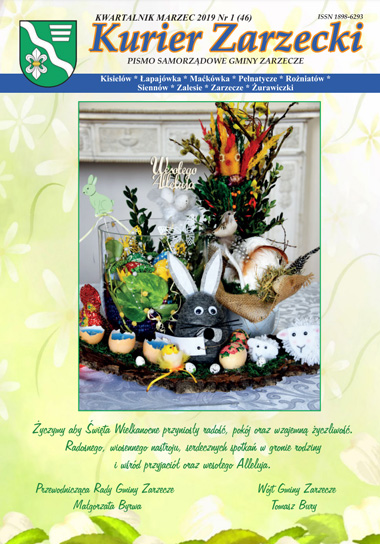 KWARTALNIK MARZEC 2019 Nr 1 (46)
ISSN 1898-6293
Kurier Zarzecki
PISMO SAMORZĄDOWE GMINY ZARZECZE
Kisielów * Łapajówka * Maćkówka * Pełnatycze * Rożniatów *
Siennów * Zalesie * Zarzecze * Żurawiczki
Wesołego
Alleluja
Życzymy aby Święta Wielkanocne przyniosły radość, pokój oraz wzajemną życzliwość.
Radosnego, wiosennego nastroju, serdecznych spotkań w gronie rodziny
i wśród przyjaciół oraz wesołego Alleluja.
Przewodnicząca Rady Gminy Zarzecze
Małgorzata Byrwa
Wójt Gminy Zarzecze
Tomasz Bury